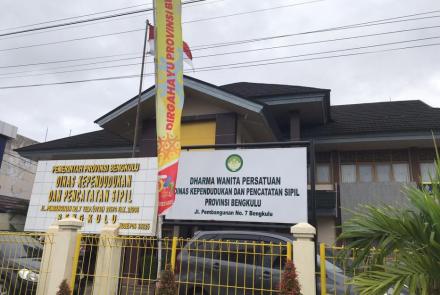 DIRGAHAYU PROVINSI BE
PEMERINTAH PROVINSI BENGKULU
DINAS KEPENDUDUKAN
DAN PENCATATAN SIPIL
BENGKULU
DHARMA WANITA PERSATUAN
DINAS KEPENDUDUKAN DAN PENCATATAN SIPIL
PROVINSI BENGKULU
Jl. Pembangunan No. 7 Bengkulu